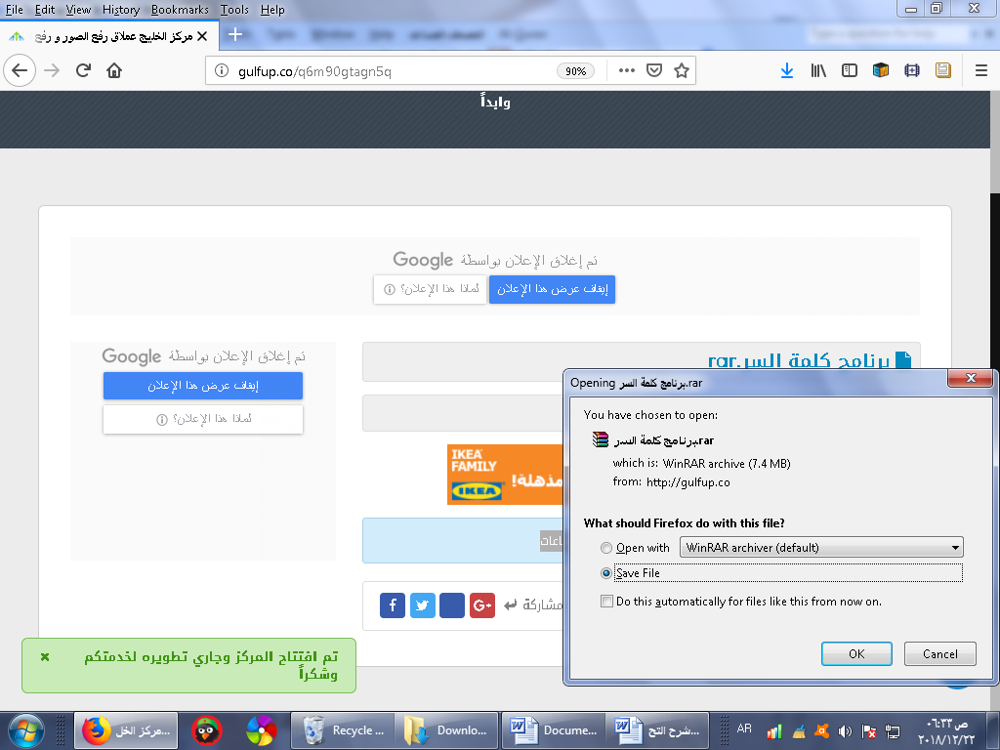 File Edit View History Bookmarks Tools Help
مركز الخليج عملاق رفع الصور و رفع
gulfup.co/q6m90gtagn5q
90%
وابداً
تم إغلاق الإعلان بواسطة Google
إيقاف عرض هذا الإعلان
لماذا هذا الإعلان؟
تم إغلاق الإعلان بواسطة Google
إيقاف عرض هذا الإعلان
لماذا هذا الإعلان؟
برنامج كلمة السر.rar
IKEA
FAMILY
IKEA
مذهلة!
مشاركة
تم افتتاح المركز وجاري تطويره لخدمتكم
وشكراً
Opening برنامج كلمة السر.rar
You have chosen to open:
برنامج كلمة السر.rar
which is: WinRAR archive (7.4 MB)
from: http://gulfup.co
What should Firefox do with this file?
Open with WinRAR archiver (default)
Save File
Do this automatically for files like this from now on.
OK Cancel
مركز الخل...
Recycle ...
Downlo...
Docume...
شرح التح...
AR
٠٦:٣٣ ص
٢٠١٨/١٢/٢٢